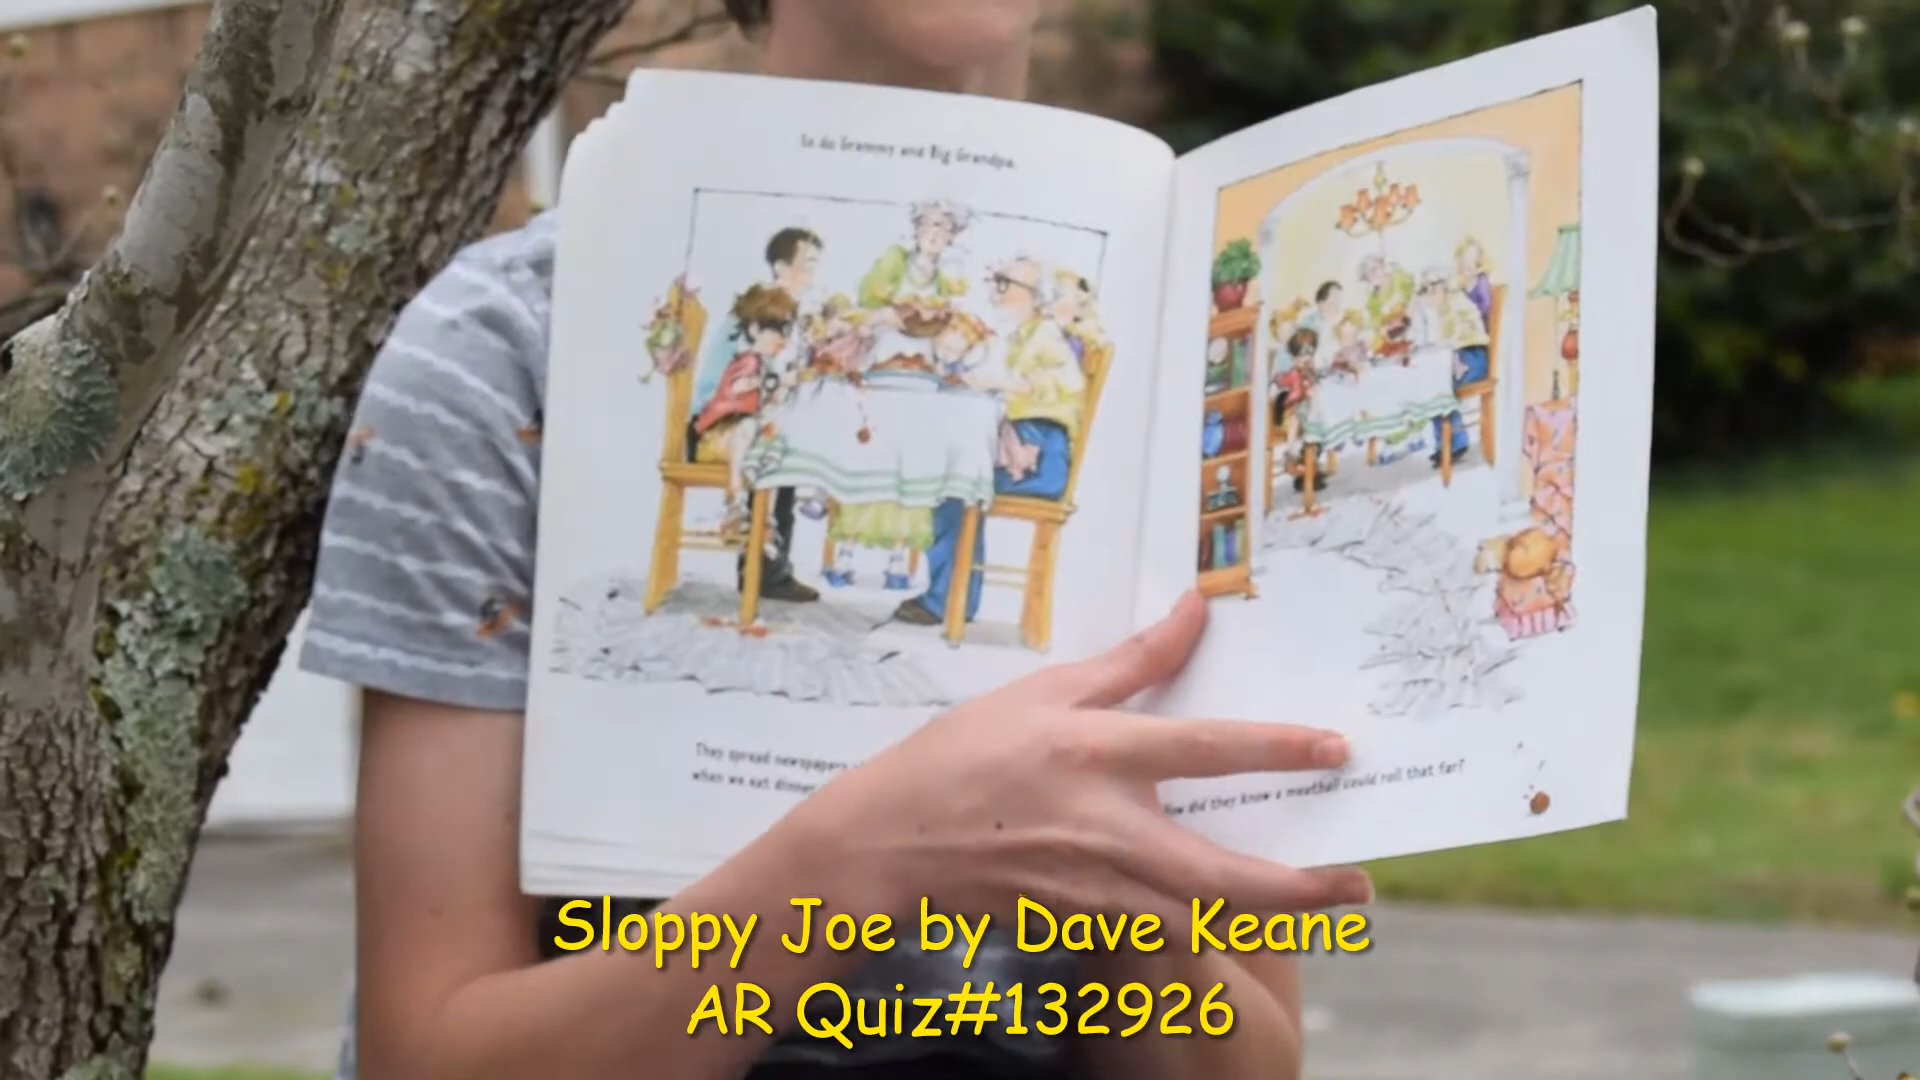 So do Grammy and Big Grandpa.
They spread newspapers
when we eat dinner
How did they know a meatball could roll that far?
Sloppy Joe by Dave Keane
AR Quiz#132926